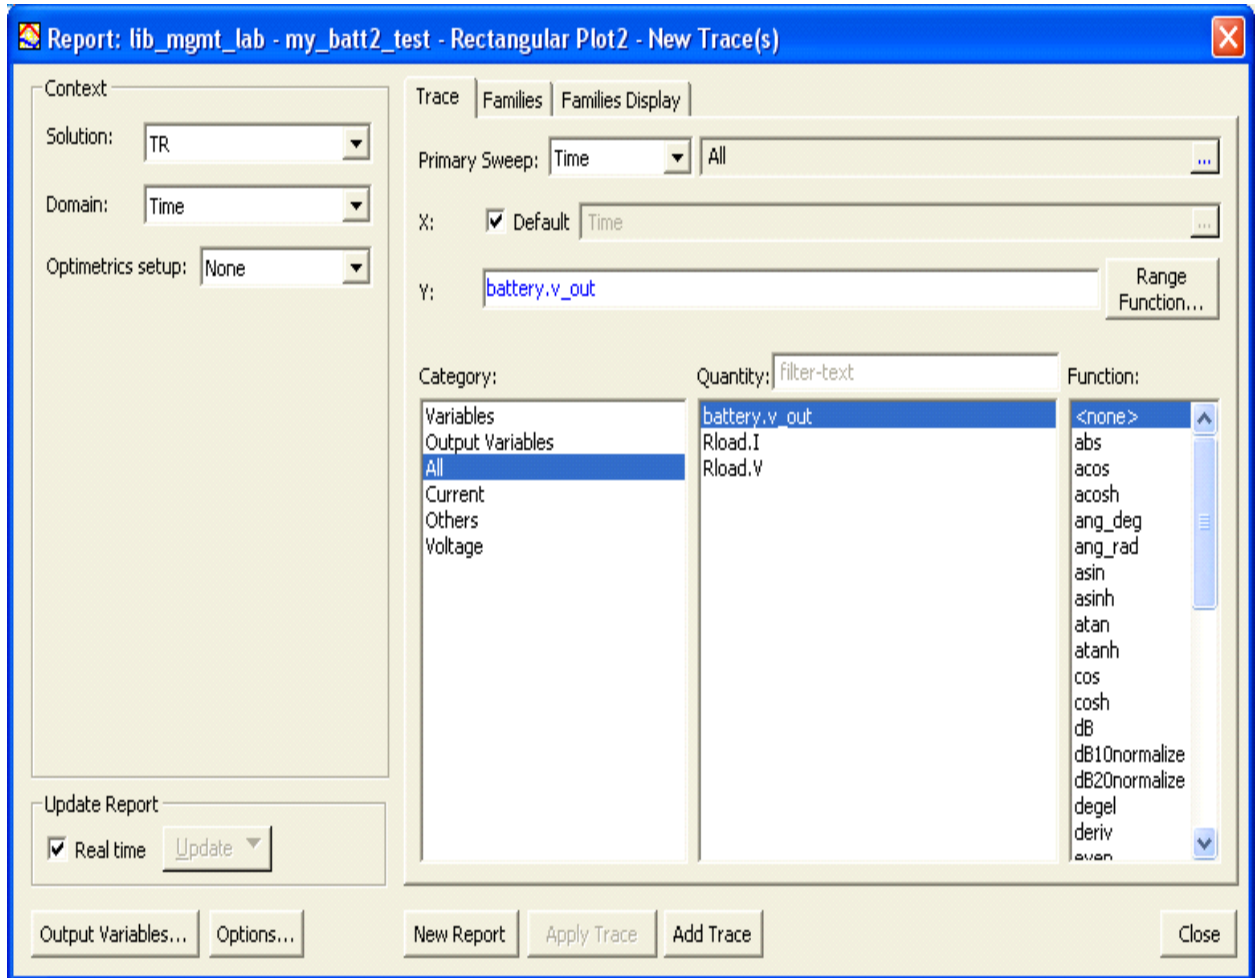 Report: lib_mgmt_lab - my_batt2_test - Rectangular Plot2 - New Trace(s)
Context
Solution: TR
Domain: Time
Optimetrics setup: None
Update Report
Real time Update
Output Variables... Options...
Trace Families Families Display
Primary Sweep: Time All ...
X: Default Time ...
Y: battery.v_out Range Function...
Category:
Variables
Output Variables
All
Current
Others
Voltage
Quantity: filter-text
battery.v_out
Rload.I
Rload.V
Function:
<none>
abs
acos
acosh
ang_deg
ang_rad
asin
asinh
atan
atanh
cos
cosh
dB
dB10normalize
dB20normalize
degel
deriv
even
New Report Apply Trace Add Trace Close